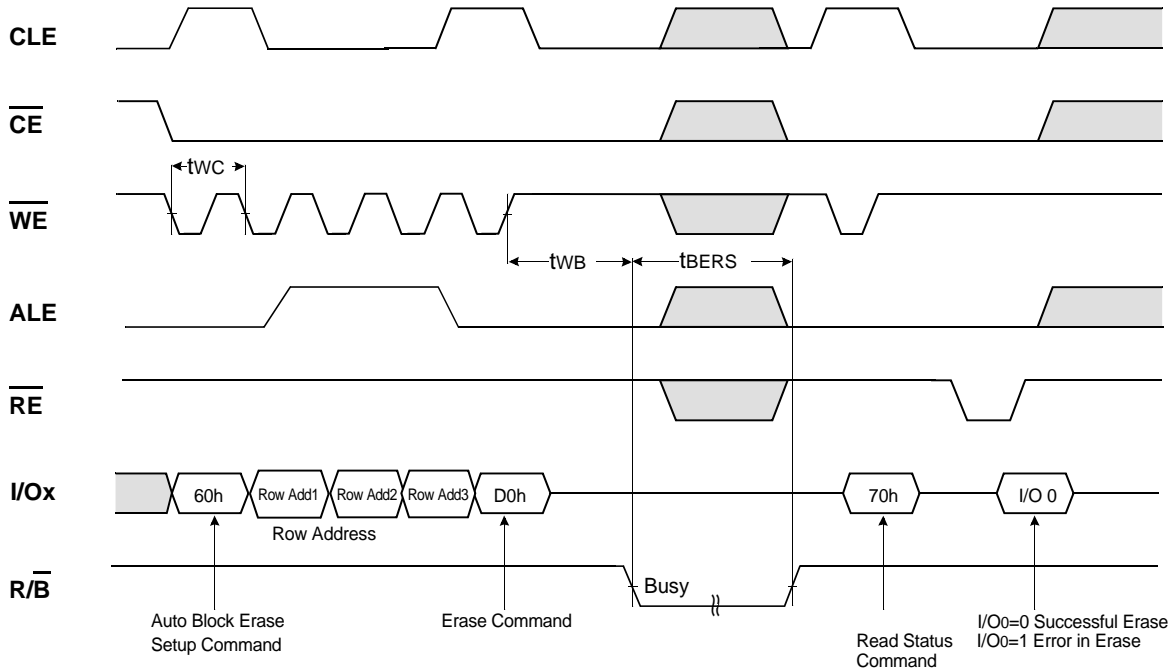 CLE
CE
tWC
WE
tWB
tBERS
ALE
RE
I/Ox
60h
Row Add1
Row Add2
Row Add3
D0h
70h
I/O 0
Row Address
R/B
Busy
Auto Block Erase
Setup Command
Erase Command
Read Status
Command
I/O0=0 Successful Erase
I/O0=1 Error in Erase